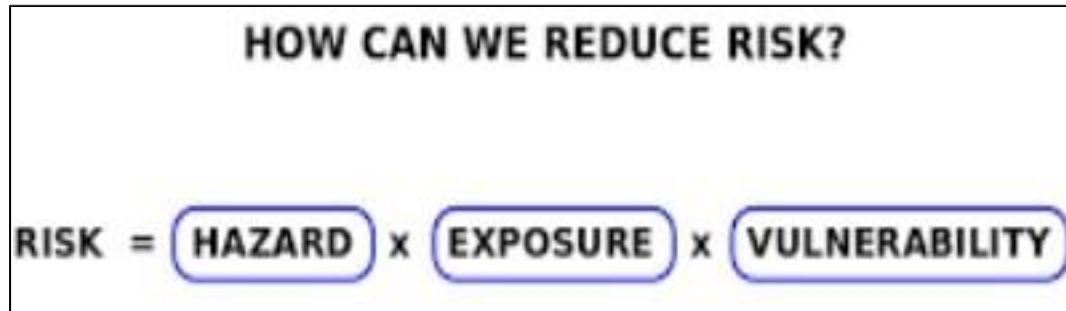 HOW CAN WE REDUCE RISK?
RISK = HAZARD x EXPOSURE x VULNERABILITY